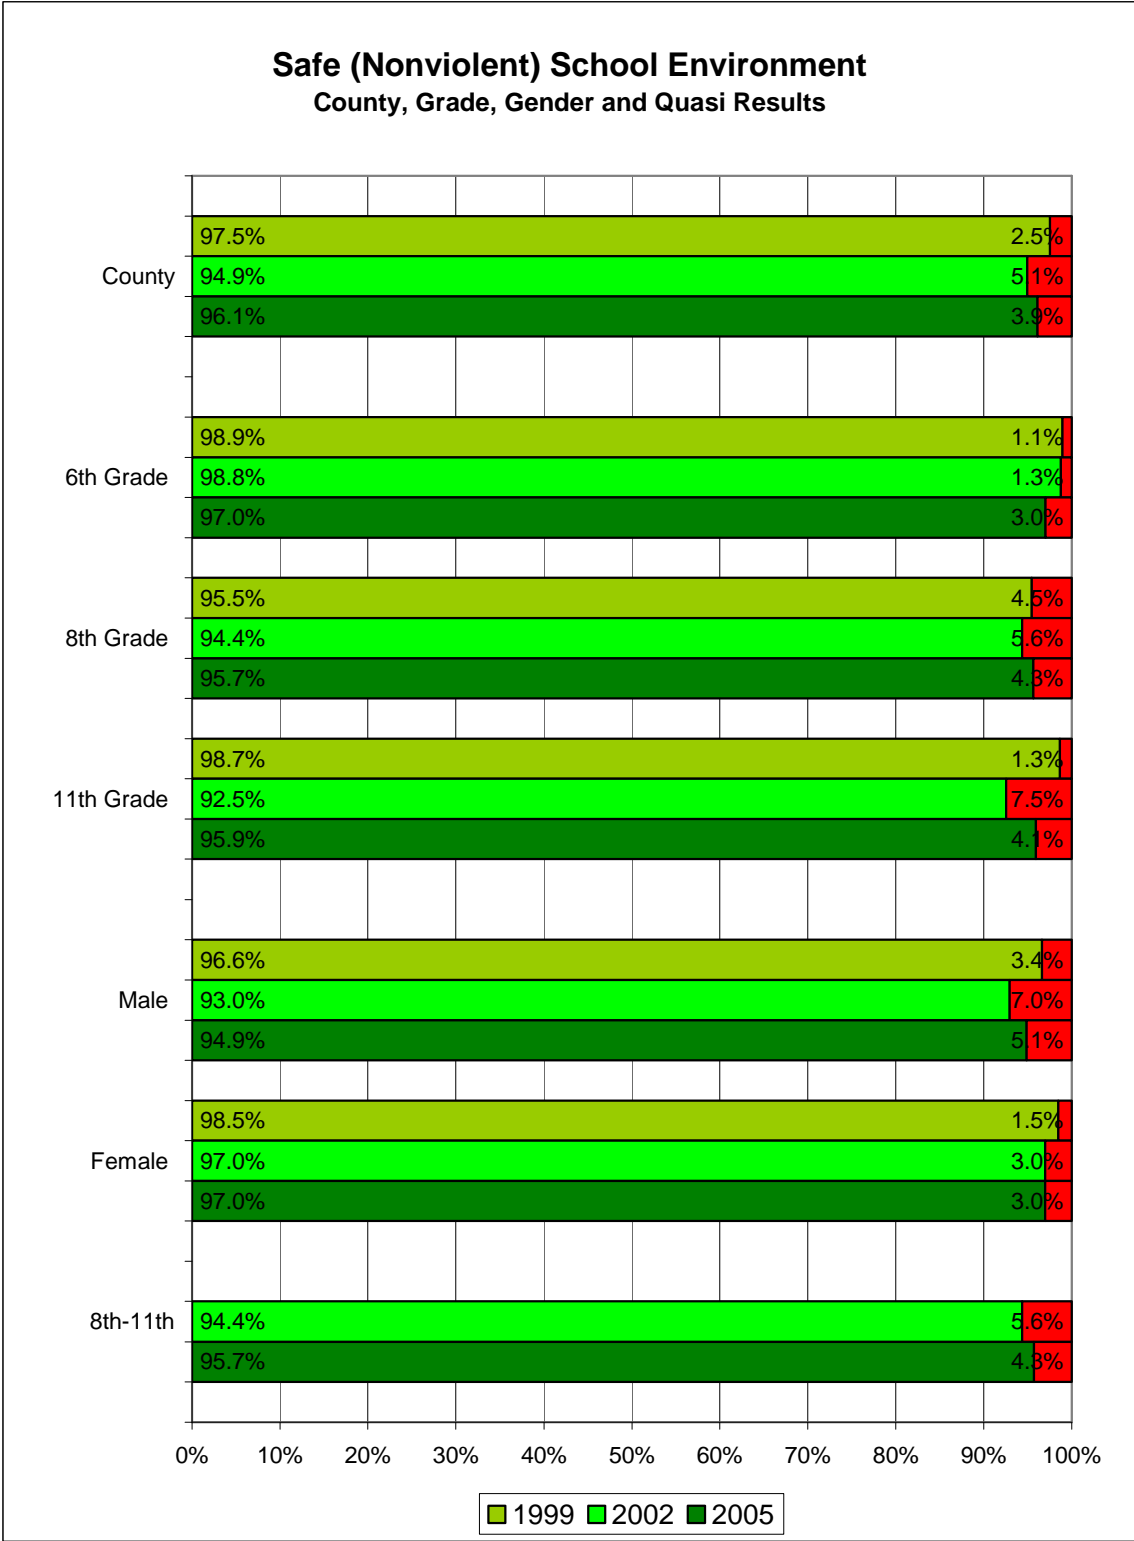 Safe (Nonviolent) School Environment
County, Grade, Gender and Quasi Results
97.5% 2.5%
County 94.9% 5.1%
96.1% 3.9%
98.9% 1.1%
6th Grade 98.8% 1.3%
97.0% 3.0%
95.5% 4.5%
8th Grade 94.4% 5.6%
95.7% 4.3%
98.7% 1.3%
11th Grade 92.5% 7.5%
95.9% 4.1%
96.6% 3.4%
Male 93.0% 7.0%
94.9% 5.1%
98.5% 1.5%
Female 97.0% 3.0%
97.0% 3.0%
8th-11th 94.4% 5.6%
95.7% 4.3%
0% 10% 20% 30% 40% 50% 60% 70% 80% 90% 100%
1999 2002 2005